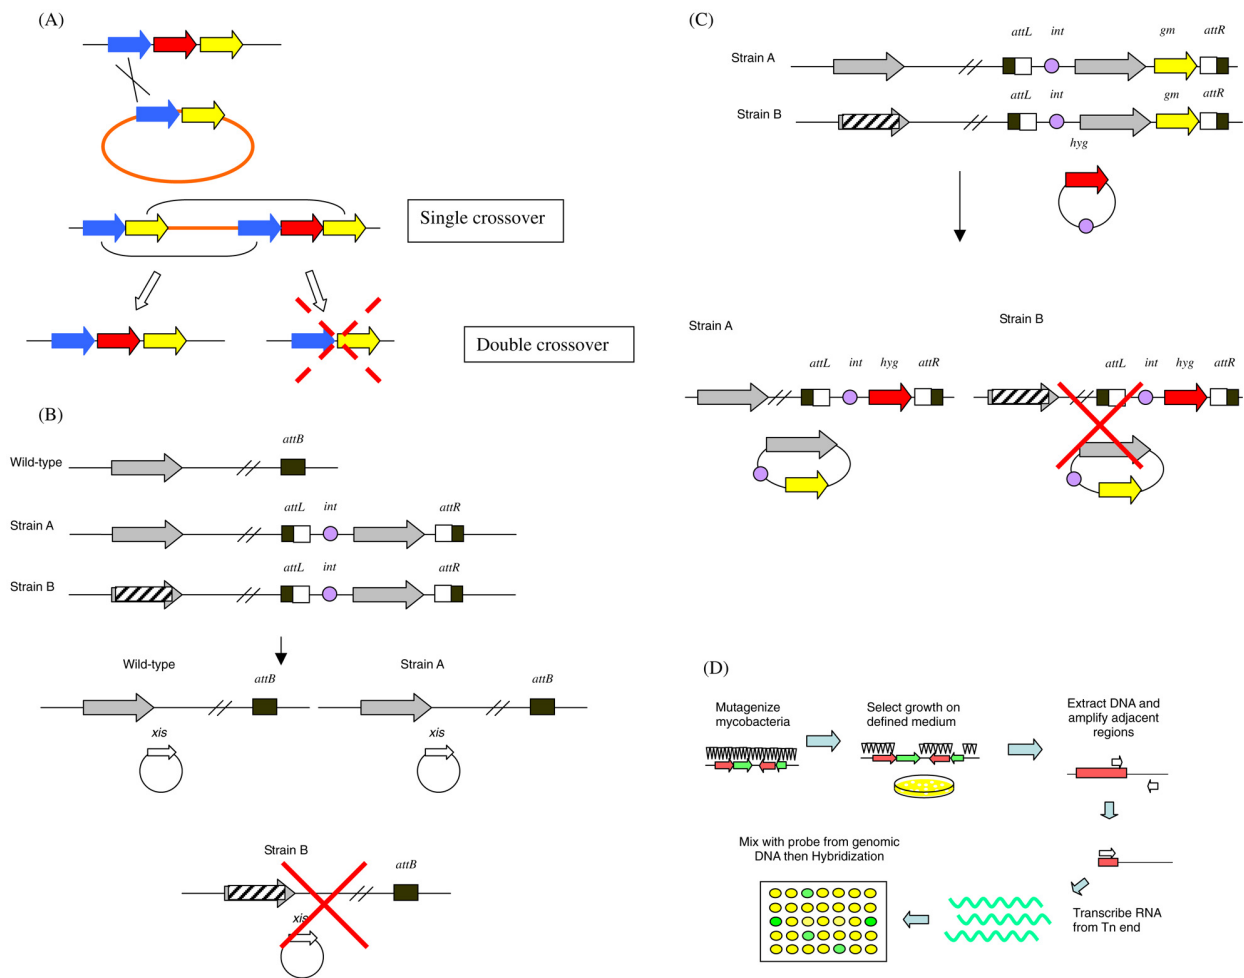 (A)
Single crossover
Double crossover
(B)
attB
Wild-type
attL int attR
Strain A
attL int attR
Strain B
Wild-type Strain A
attB attB
xis xis
Strain B
attB
xis
(C)
attL int gm attR
Strain A
attL int gm attR
Strain B
hyg
Strain A Strain B
attL int hyg attR attL int hyg attR
(D)
Mutagenize
mycobacteria
Select growth on
defined medium
Extract DNA and
amplify adjacent
regions
Mix with probe from genomic
DNA then Hybridization
Transcribe RNA
from Tn end